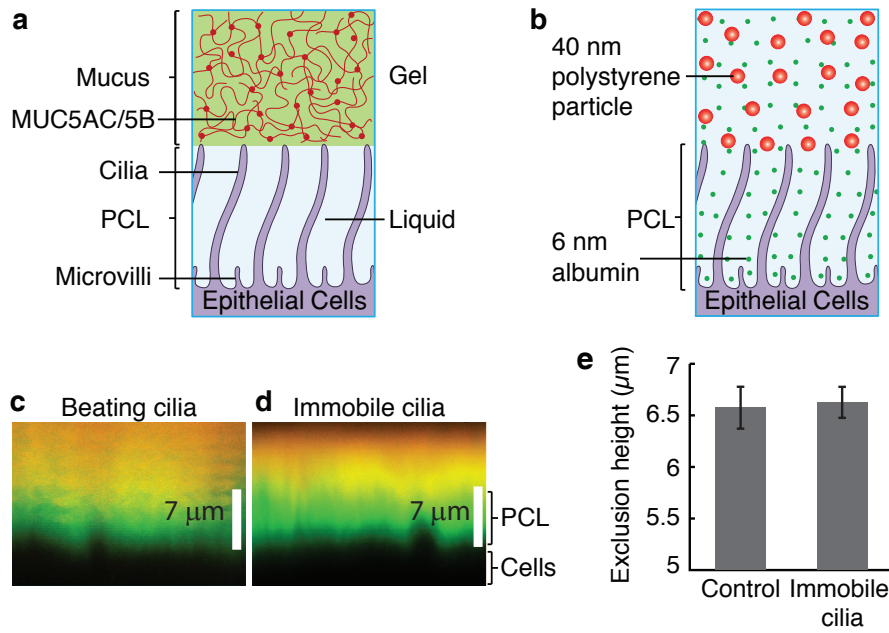 a
Mucus
MUC5AC/5B
Cilia
PCL
Microvilli
Gel
Liquid
Epithelial Cells
b
40 nm
polystyrene
particle
PCL
6 nm
albumin
Epithelial Cells
c
Beating cilia
7 μm
d
Immobile cilia
7 μm
PCL
Cells
e
Exclusion height (μm)
7
6.5
6
5.5
5
Control
Immobile
cilia